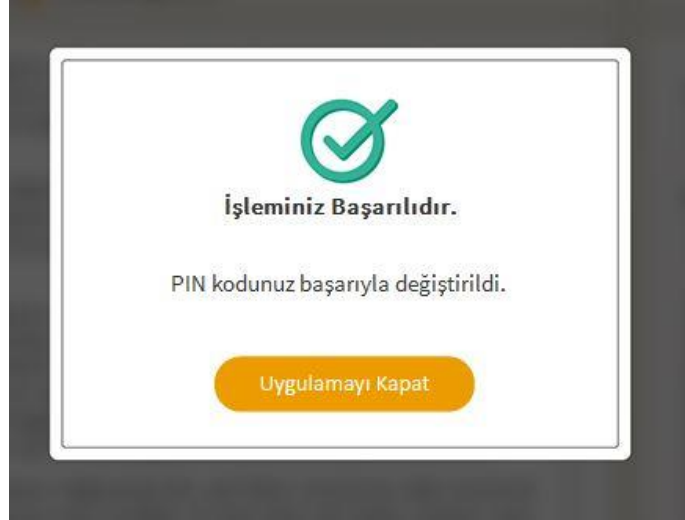 İşleminiz Başarılıdır.
PIN kodunuz başarıyla değiştirildi.
Uygulamayı Kapat